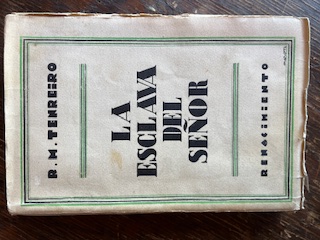 R. M. TENREIRO
LA
ESCLAVA
DEL
SEÑOR
RENACIMIENTO